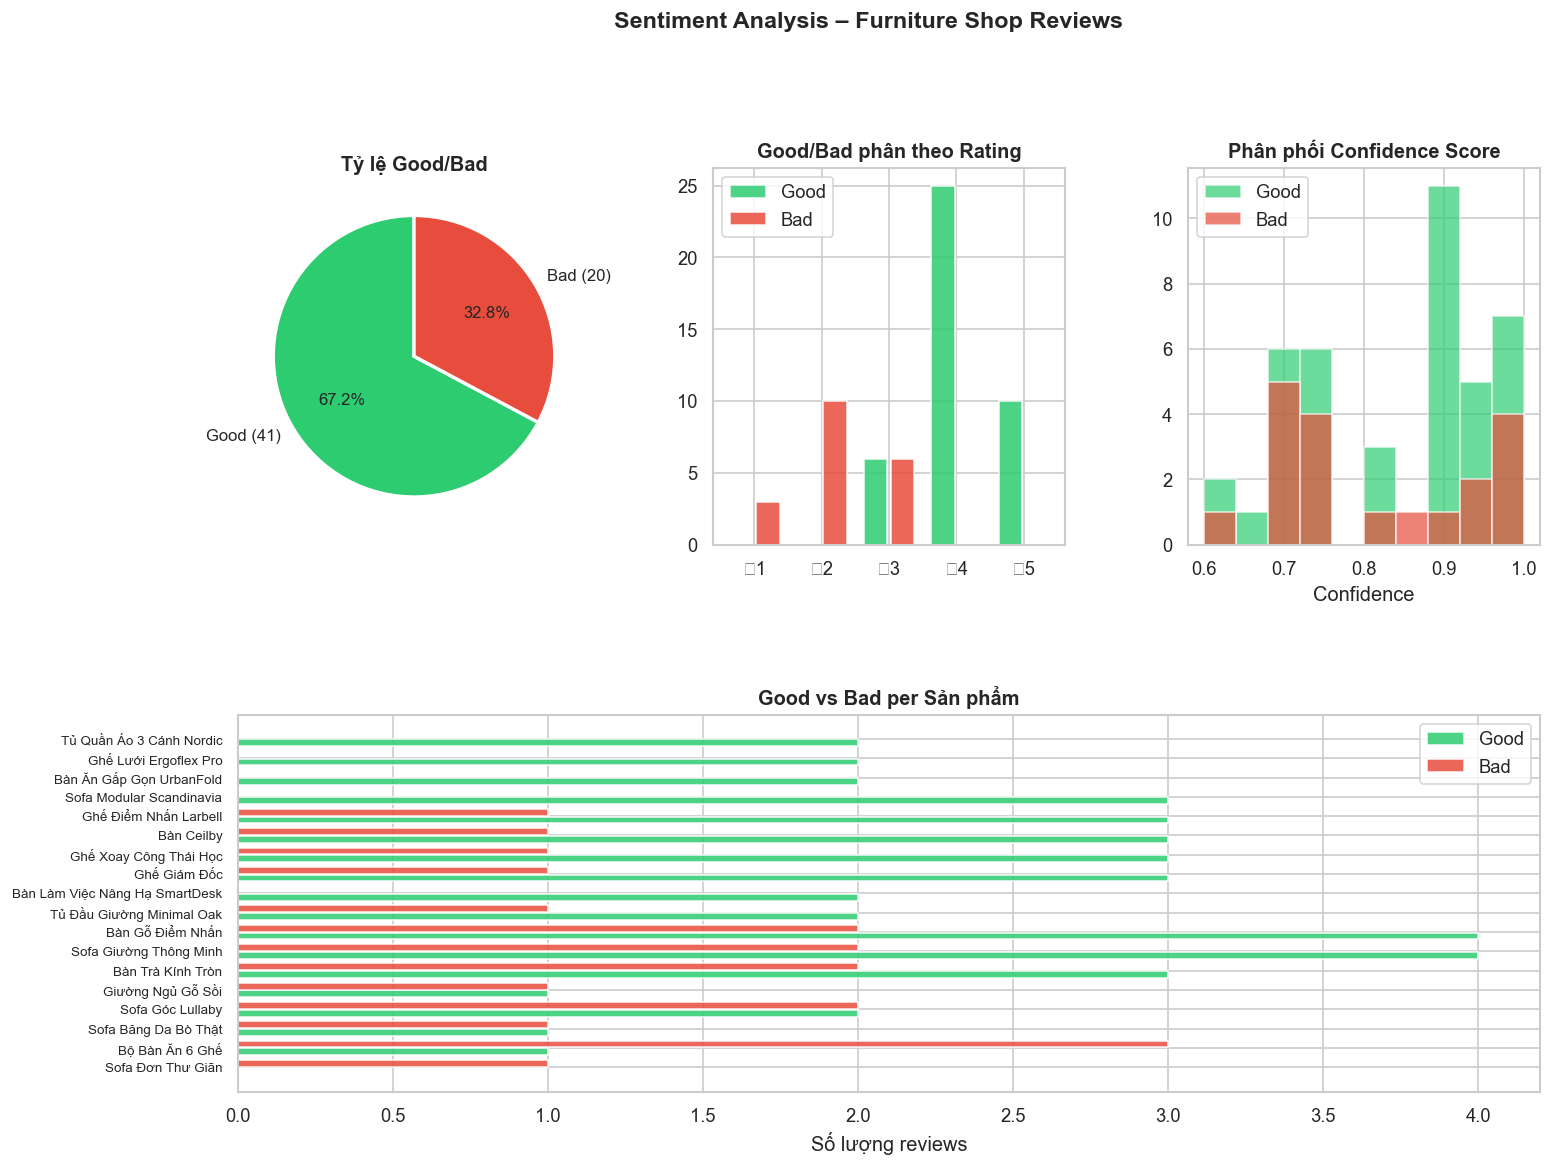 Sentiment Analysis – Furniture Shop Reviews
Tỷ lệ Good/Bad
Bad (20)
32.8%
67.2%
Good (41)
Good/Bad phân theo Rating
Good
Bad
25
20
15
10
5
0
□1 □2 □3 □4 □5
Phân phối Confidence Score
Good
Bad
10
8
6
4
2
0
0.6 0.7 0.8 0.9 1.0
Confidence
Good vs Bad per Sản phẩm
Good
Bad
Tủ Quần Áo 3 Cánh Nordic
Ghế Lưới Ergoflex Pro
Bàn Ăn Gấp Gọn UrbanFold
Sofa Modular Scandinavia
Ghế Điểm Nhấn Larbell
Bàn Ceilby
Ghế Xoay Công Thái Học
Ghế Giám Đốc
Bàn Làm Việc Nâng Hạ SmartDesk
Tủ Đầu Giường Minimal Oak
Bàn Gỗ Điểm Nhấn
Sofa Giường Thông Minh
Bàn Trà Kính Tròn
Giường Ngủ Gỗ Sồi
Sofa Góc Lullaby
Sofa Băng Da Bò Thật
Bộ Bàn Ăn 6 Ghế
Sofa Đơn Thư Giãn
0.0 0.5 1.0 1.5 2.0 2.5 3.0 3.5 4.0
Số lượng reviews